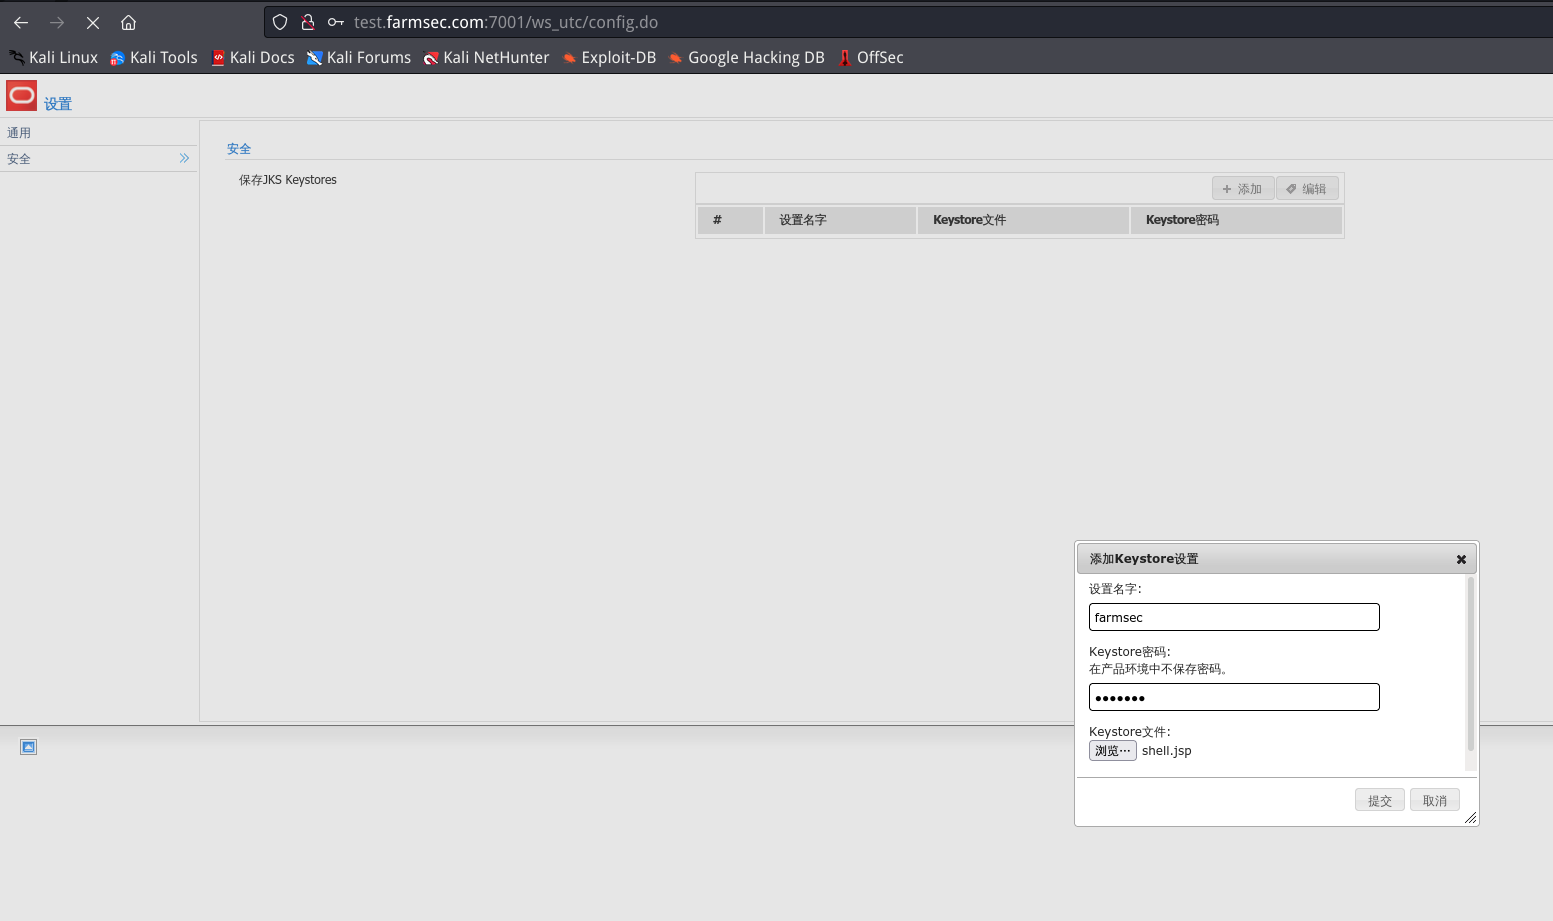 test.farmsec.com:7001/ws_utc/config.do
Kali Linux Kali Tools Kali Docs Kali Forums Kali NetHunter Exploit-DB Google Hacking DB OffSec
设置
通用
安全
安全
保存JKS Keystores
添加 编辑
# 设置名字 Keystore文件 Keystore密码
添加Keystore设置
设置名字:
farmsec
Keystore密码:
在产品环境中不保存密码。
•••••••
Keystore文件:
浏览… shell.jsp
提交 取消